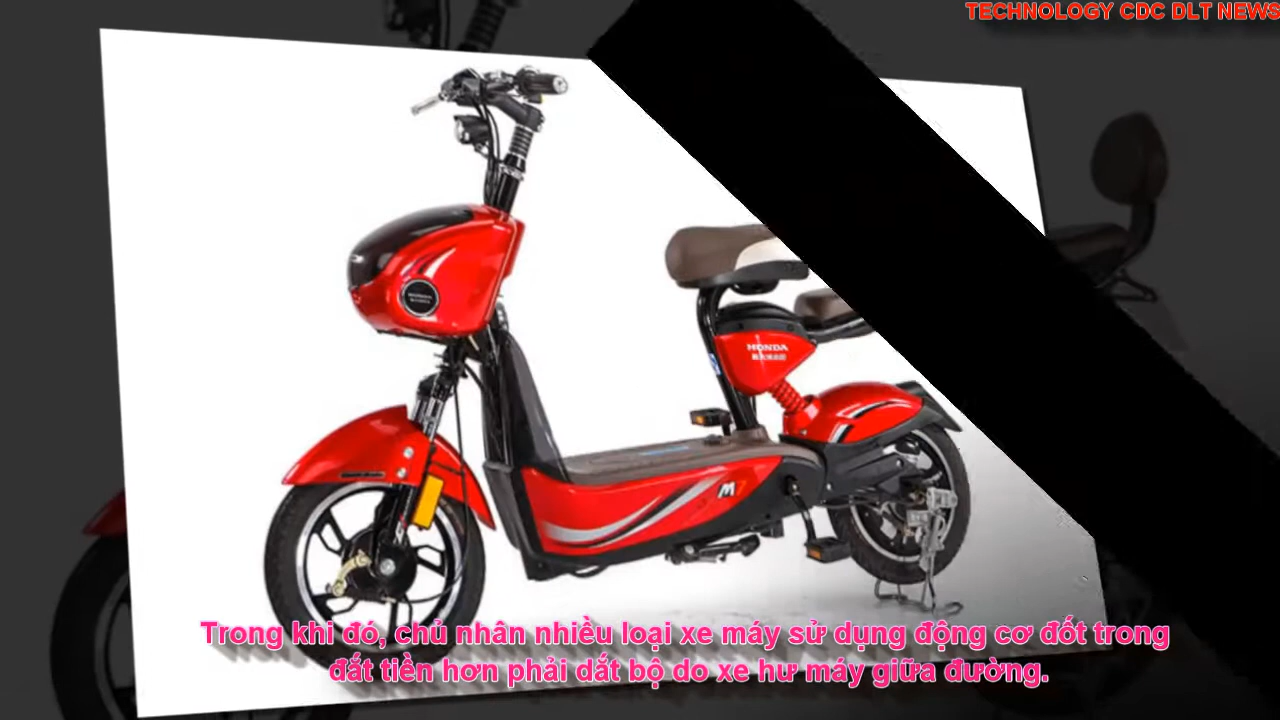 TECHNOLOGY CDC DLT NEWS
HONDA
M
Trong khi đó, chủ nhân nhiều loại xe máy sử dụng động cơ đốt trong
đắt tiền hơn phải dắt bộ do xe hư máy giữa đường.